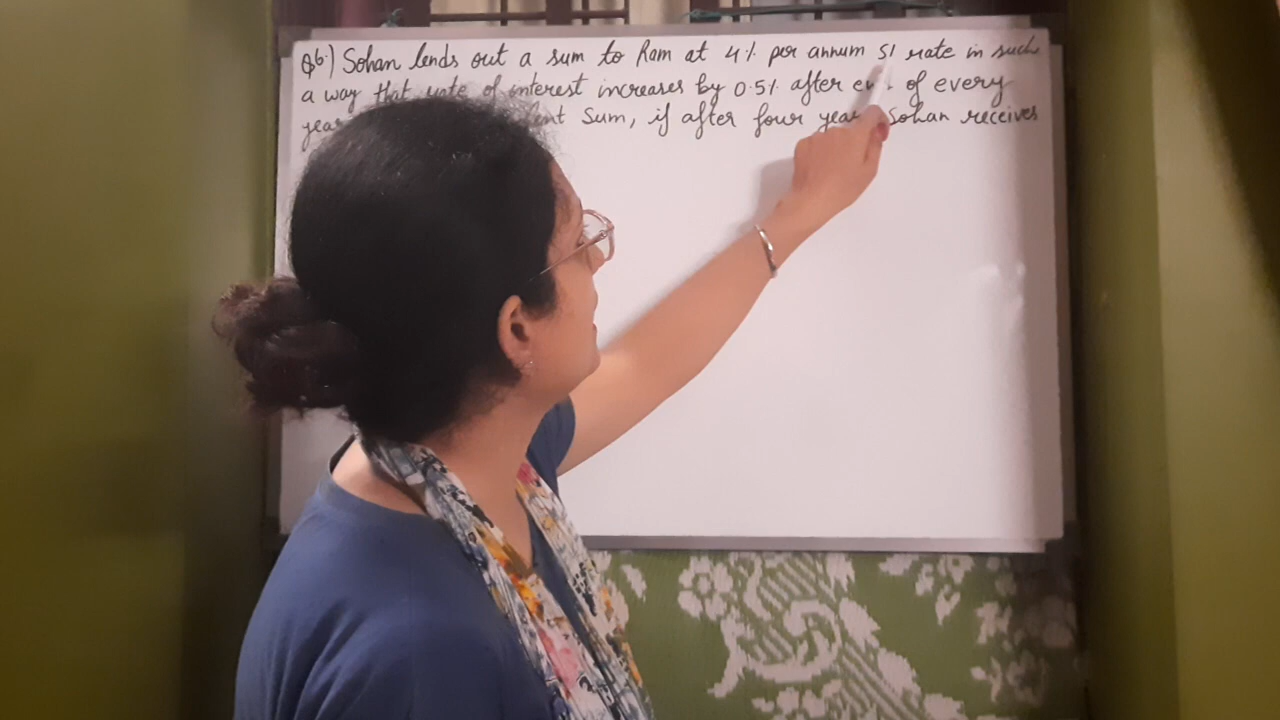 Q6.) Sohan lends out a sum to Ram at 4% per annum SI rate in such
a way that rate of interest increases by 0.5% after of every
Sum, if after four Sohan receives